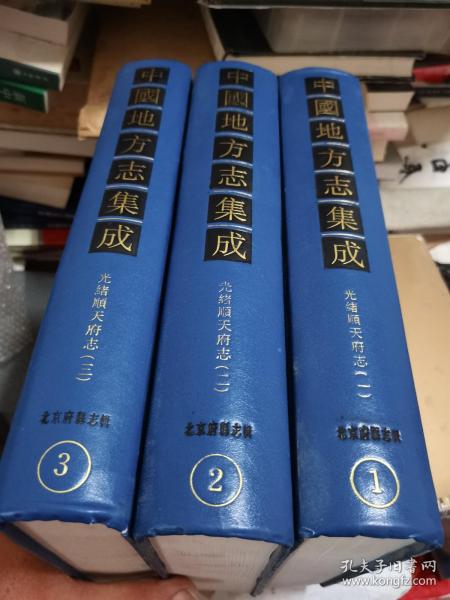 中國地方志集成
光緒順天府志(三)
北京府縣志輯
3
中國地方志集成
光緒順天府志(二)
北京府縣志輯
2
中國地方志集成
光緒順天府志(一)
北京府縣志輯
1
孔夫子旧书网
www.kongfz.com